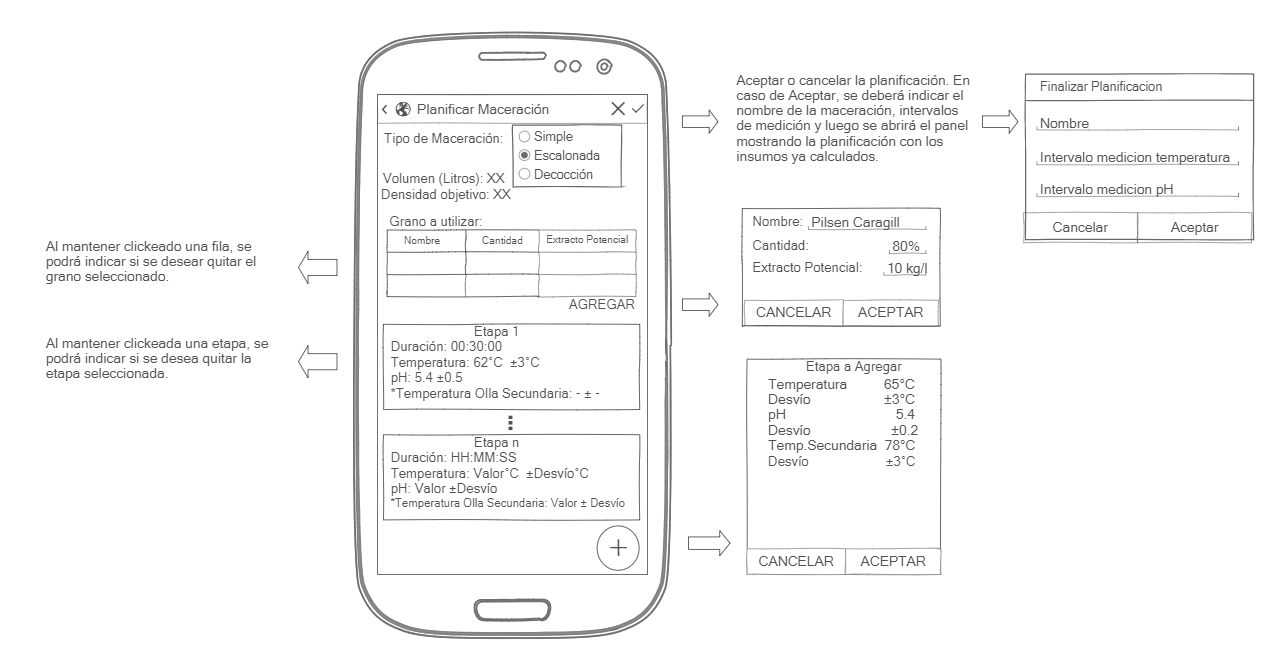 Planificar Maceración
Tipo de Maceración:
Simple
Escalonada
Decocción
Volumen (Litros): XX
Densidad objetivo: XX
Grano a utilizar:
Nombre Cantidad Extracto Potencial
AGREGAR
Etapa 1
Duración: 00:30:00
Temperatura: 62°C ±3°C
pH: 5.4 ±0.5
*Temperatura Olla Secundaria: - ± -
Etapa n
Duración: HH:MM:SS
Temperatura: Valor°C ±Desvío°C
pH: Valor ±Desvío
*Temperatura Olla Secundaria: Valor ± Desvío
Al mantener clickeado una fila, se
podrá indicar si se desear quitar el
grano seleccionado.
Al mantener clickeada una etapa, se
podrá indicar si se desea quitar la
etapa seleccionada.
Aceptar o cancelar la planificación. En
caso de Aceptar, se deberá indicar el
nombre de la maceración, intervalos
de medición y luego se abrirá el panel
mostrando la planificación con los
insumos ya calculados.
Finalizar Planificacion
Nombre
Intervalo medicion temperatura
Intervalo medicion pH
Cancelar Aceptar
Nombre: Pilsen Caragill
Cantidad: 80%
Extracto Potencial: 10 kg/l
CANCELAR ACEPTAR
Etapa a Agregar
Temperatura 65°C
Desvío ±3°C
pH 5.4
Desvío ±0.2
Temp.Secundaria 78°C
Desvío ±3°C
CANCELAR ACEPTAR